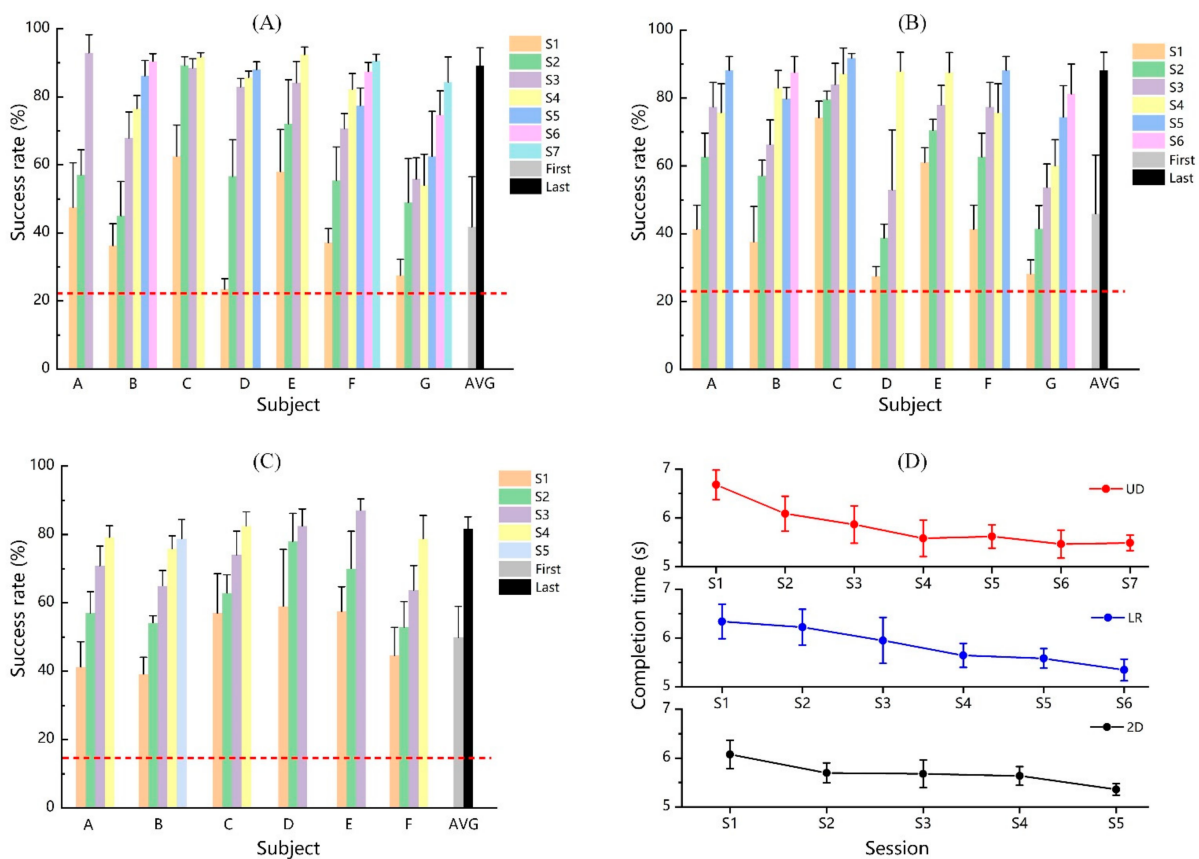 (A)
100
80
60
40
20
0
Success rate (%)
S1
S2
S3
S4
S5
S6
S7
First
Last
A B C D E F G AVG
Subject
(B)
100
80
60
40
20
0
Success rate (%)
S1
S2
S3
S4
S5
S6
First
Last
A B C D E F G AVG
Subject
(C)
100
80
60
40
20
0
Success rate (%)
S1
S2
S3
S4
S5
First
Last
A B C D E F AVG
Subject
(D)
Completion time (s)
7
6
5
UD
S1 S2 S3 S4 S5 S6 S7
7
6
5
LR
S1 S2 S3 S4 S5 S6
7
6
5
2D
S1 S2 S3 S4 S5
Session